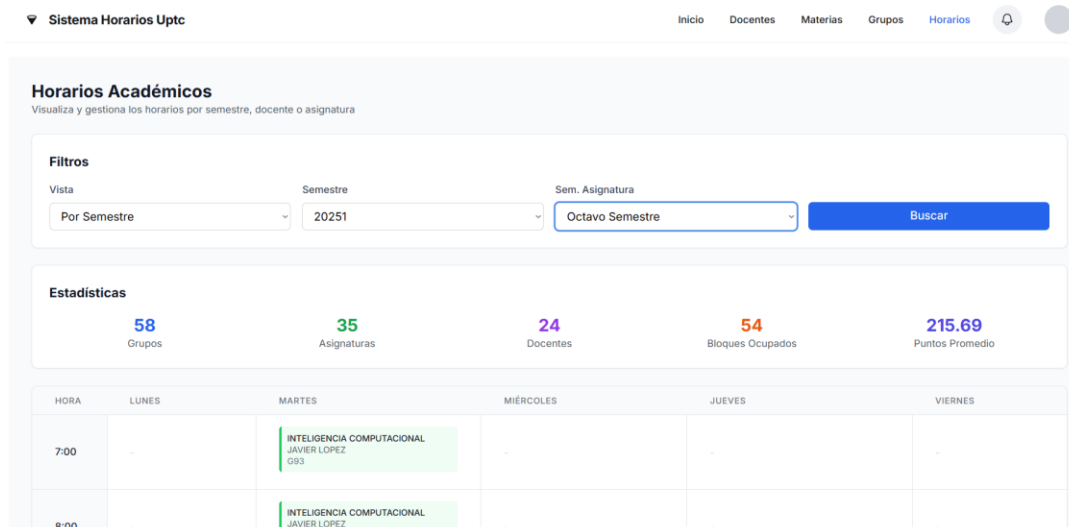 Sistema Horarios Uptc
Inicio Docentes Materias Grupos Horarios
Horarios Académicos
Visualiza y gestiona los horarios por semestre, docente o asignatura
Filtros
Vista Semestre Sem. Asignatura
Por Semestre 20251 Octavo Semestre Buscar
Estadísticas
58 35 24 54 215.69
Grupos Asignaturas Docentes Bloques Ocupados Puntos Promedio
HORA LUNES MARTES MIÉRCOLES JUEVES VIERNES
7:00 - INTELIGENCIA COMPUTACIONAL - - -
JAVIER LOPEZ
G93
8:00 INTELIGENCIA COMPUTACIONAL
JAVIER LOPEZ